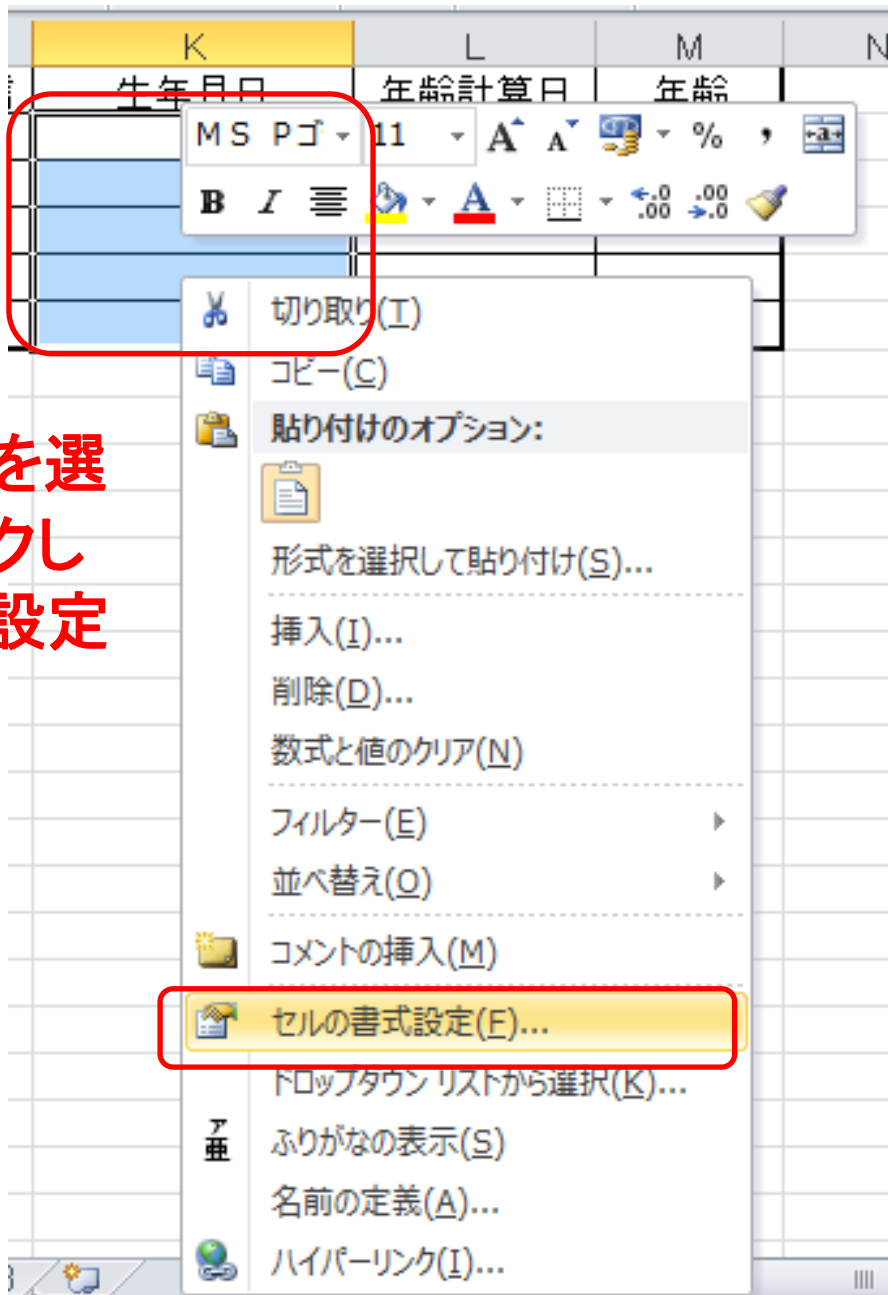 K L M N
生年月日 年齢計算日 年齢
MS Pゴ 11 A A % ,
B I A .0 .00 .00 .0
切り取り(T)
コピー(C)
貼り付けのオプション:
を選
クし
設定
形式を選択して貼り付け(S)...
挿入(I)...
削除(D)...
数式と値のクリア(N)
フィルター(E)
並べ替え(O)
コメントの挿入(M)
セルの書式設定(F)...
ドロップダウン リストから選択(K)...
ふりがなの表示(S)
名前の定義(A)...
ハイパーリンク(I)...